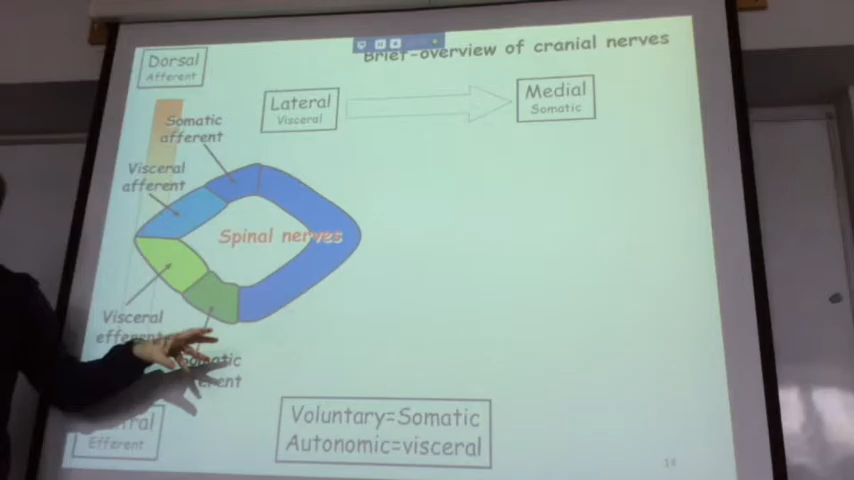 Brief-overview of cranial nerves
Dorsal
Afferent
Lateral
Visceral
Medial
Somatic
Somatic
afferent
Visceral
afferent
Spinal nerves
Visceral
Efferent
Voluntary=Somatic
Autonomic=visceral